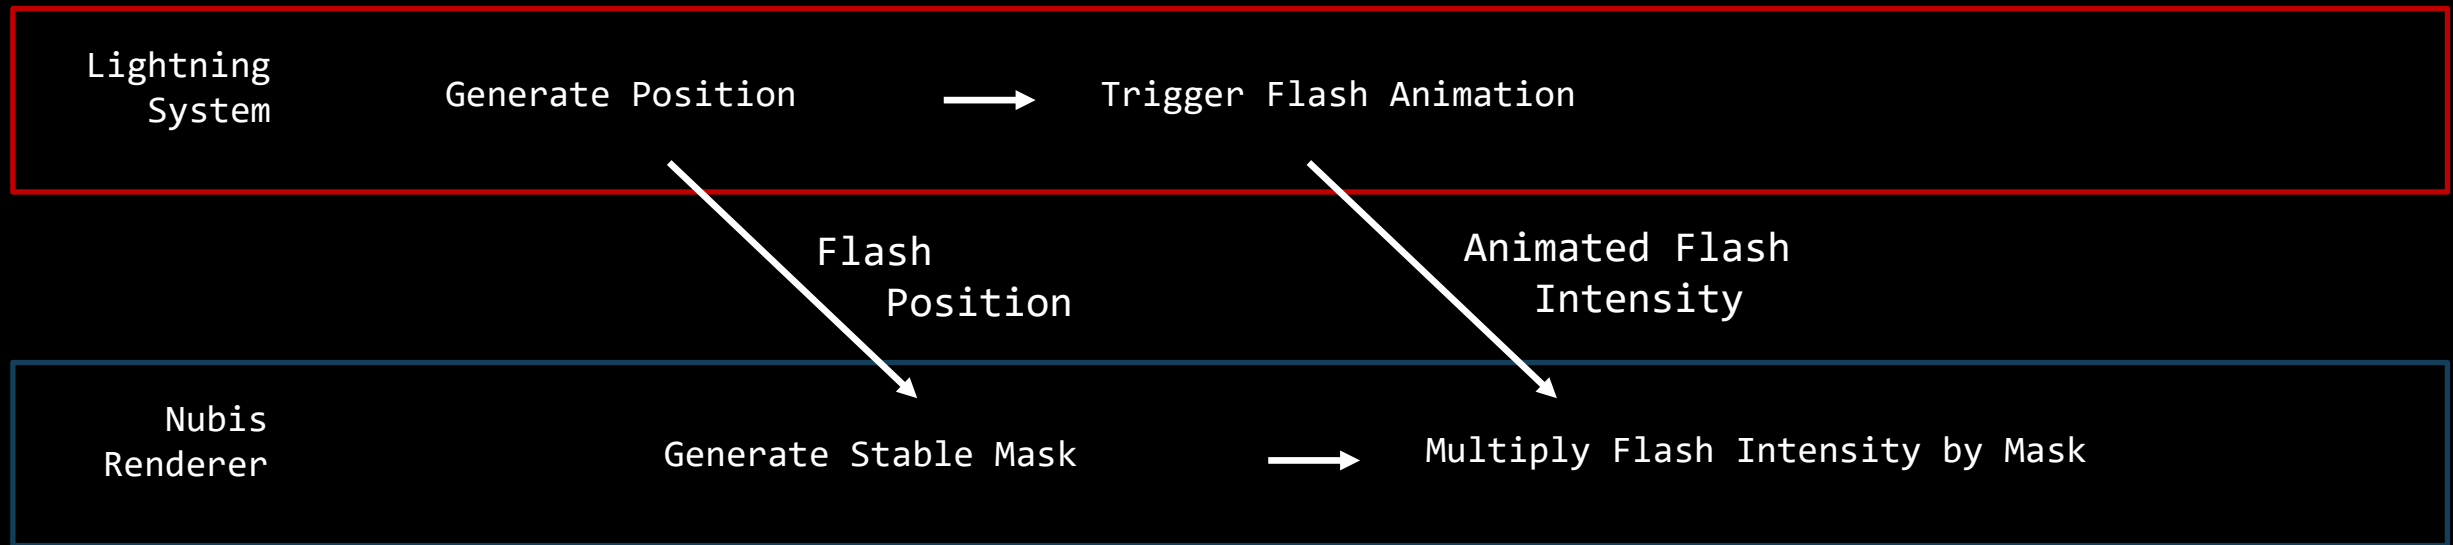 Lightning
System
Generate Position
Trigger Flash Animation
Flash
Position
Animated Flash
Intensity
Nubis
Renderer
Generate Stable Mask
Multiply Flash Intensity by Mask